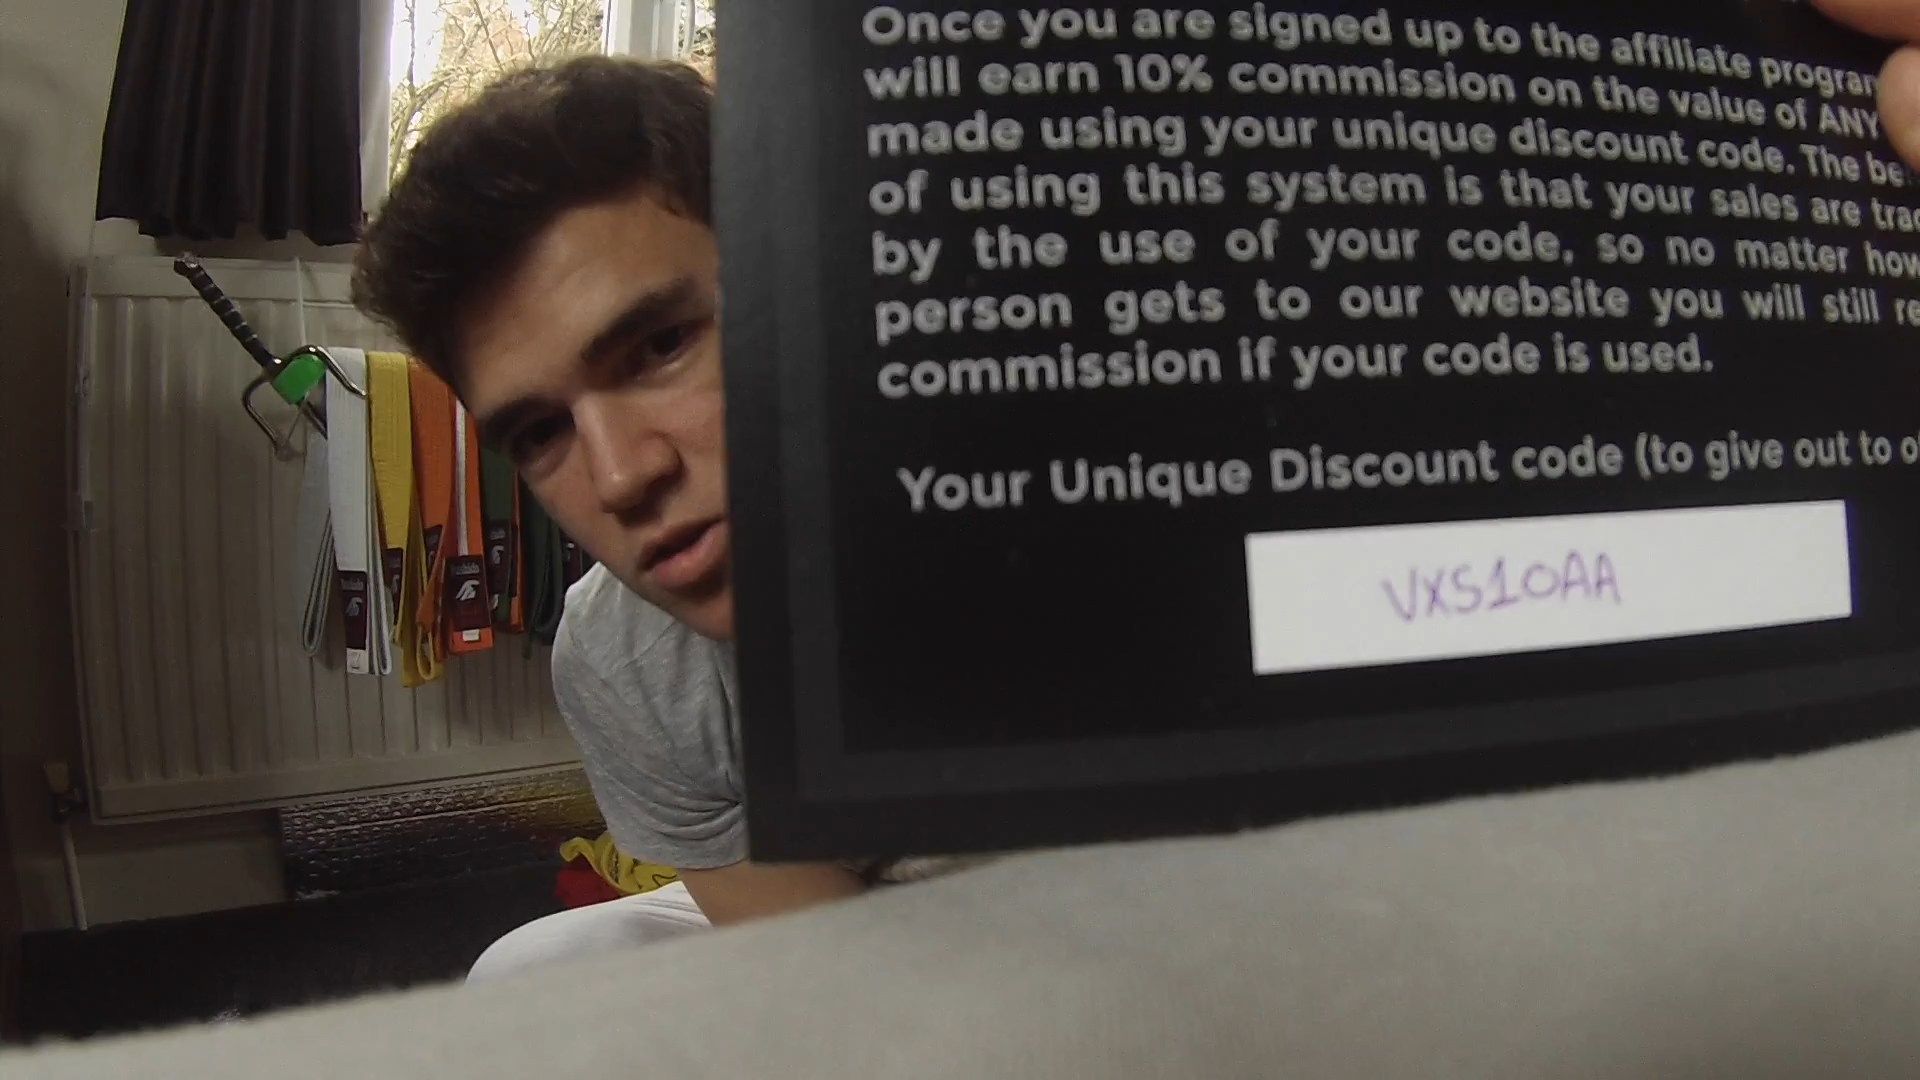 Once you are signed up to the affiliate
will earn 10% commission on the value of ANY
made using your unique discount code. The
of using this system is that your sales are
by the use of your code, so no matter how
person gets to our website you will still
commission if your code is used.
Your Unique Discount code (to give out to
VXS10AA